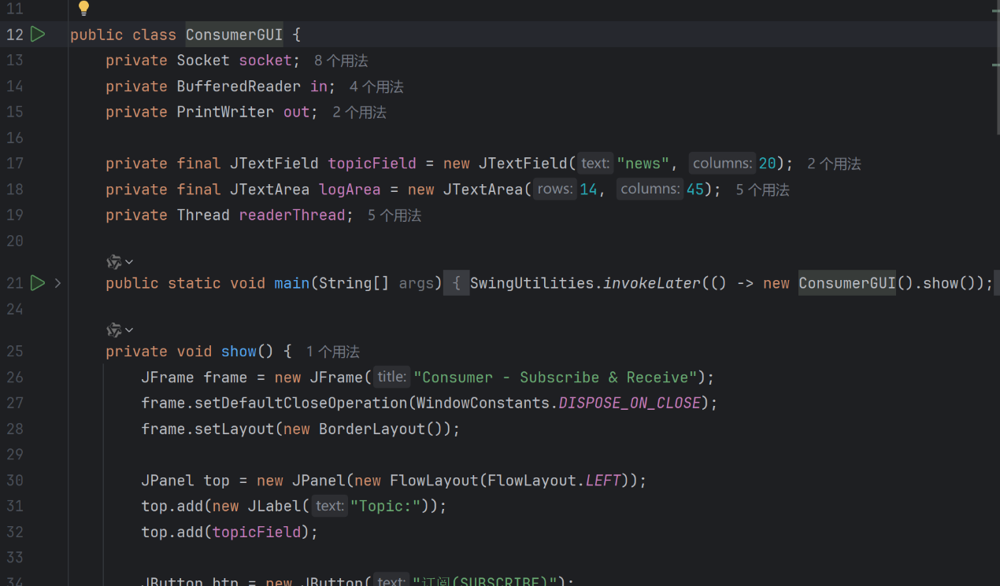 11
12 public class ConsumerGUI {
13 private Socket socket; 8 个用法
14 private BufferedReader in; 4 个用法
15 private PrintWriter out; 2 个用法
16
17 private final JTextField topicField = new JTextField( text: "news", columns: 20); 2 个用法
18 private final JTextArea logArea = new JTextArea( rows: 14, columns: 45); 5 个用法
19 private Thread readerThread; 5 个用法
20
21 public static void main(String[] args) { SwingUtilities.invokeLater(() -> new ConsumerGUI().show());
24
25 private void show() { 1 个用法
26 JFrame frame = new JFrame( title: "Consumer - Subscribe & Receive");
27 frame.setDefaultCloseOperation(WindowConstants.DISPOSE_ON_CLOSE);
28 frame.setLayout(new BorderLayout());
29
30 JPanel top = new JPanel(new FlowLayout(FlowLayout.LEFT));
31 top.add(new JLabel( text: "Topic:"));
32 top.add(topicField);
33
34 JButton btn = new JButton( text: "订阅(SUBSCRIBE)");